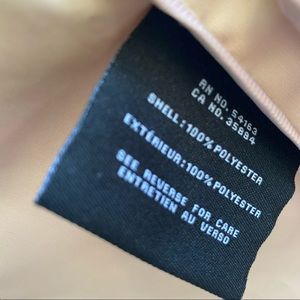 RN NO. 54163
CA NO. 35884
SHELL: 100% POLYESTER
EXTÉRIEUR: 100% POLYESTER
SEE REVERSE FOR CARE
ENTRETIEN AU VERSO